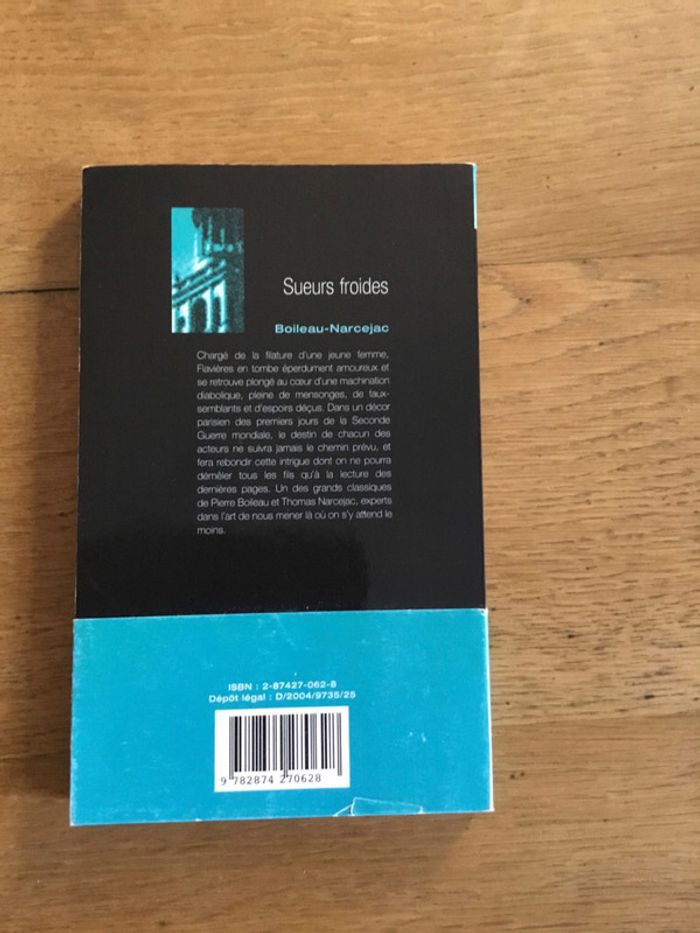 Sueurs froides
Boileau-Narcejac
Chargé de la filature d'une jeune femme,
Flavières en tombe éperdument amoureux et
se retrouve plongé au cœur d'une machination
diabolique, pleine de mensonges, de faux-
semblants et d'espoirs déçus. Dans un décor
parisien des premiers jours de la Seconde
Guerre mondiale, le destin de chacun des
acteurs ne suivra jamais le chemin prévu, et
fera rebondir cette intrigue dont on ne pourra
démêler tous les fils qu'à la lecture des
dernières pages. Un des grands classiques
de Pierre Boileau et Thomas Narcejac, experts
dans l'art de nous mener là où on s'y attend le
moins.
ISBN : 2-87427-062-8
Dépôt légal : D/2004/9735/25
9 782874 270628